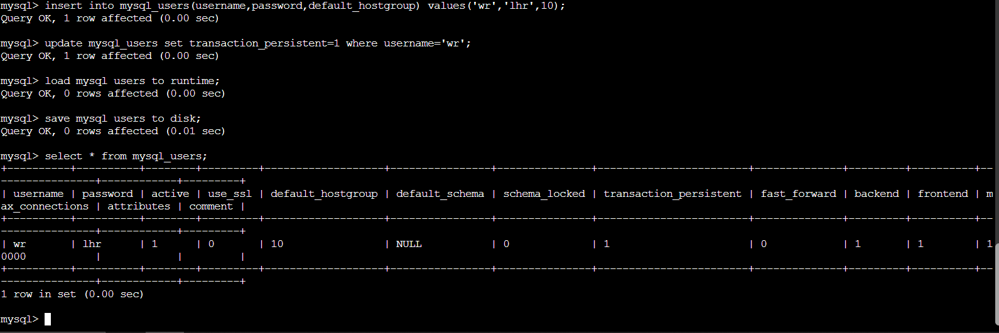 mysql> insert into mysql_users(username,password,default_hostgroup) values('wr','lhr',10);
Query OK, 1 row affected (0.00 sec)
mysql> update mysql_users set transaction_persistent=1 where username='wr';
Query OK, 1 row affected (0.00 sec)
mysql> load mysql users to runtime;
Query OK, 0 rows affected (0.00 sec)
mysql> save mysql users to disk;
Query OK, 0 rows affected (0.01 sec)
mysql> select * from mysql_users;
+----------+----------+--------+---------+-------------------+----------------+---------------+------------------------+--------------+---------+----------+--
---------------+------------+---------+
| username | password | active | use_ssl | default_hostgroup | default_schema | schema_locked | transaction_persistent | fast_forward | backend | frontend | m
ax_connections | attributes | comment |
+----------+----------+--------+---------+-------------------+----------------+---------------+------------------------+--------------+---------+----------+--
---------------+------------+---------+
| wr       | lhr      | 1      | 0       | 10                | NULL           | 0             | 1                      | 0            | 1       | 1        | 1
0000           |            |         |
+----------+----------+--------+---------+-------------------+----------------+---------------+------------------------+--------------+---------+----------+--
---------------+------------+---------+
1 row in set (0.00 sec)
mysql>